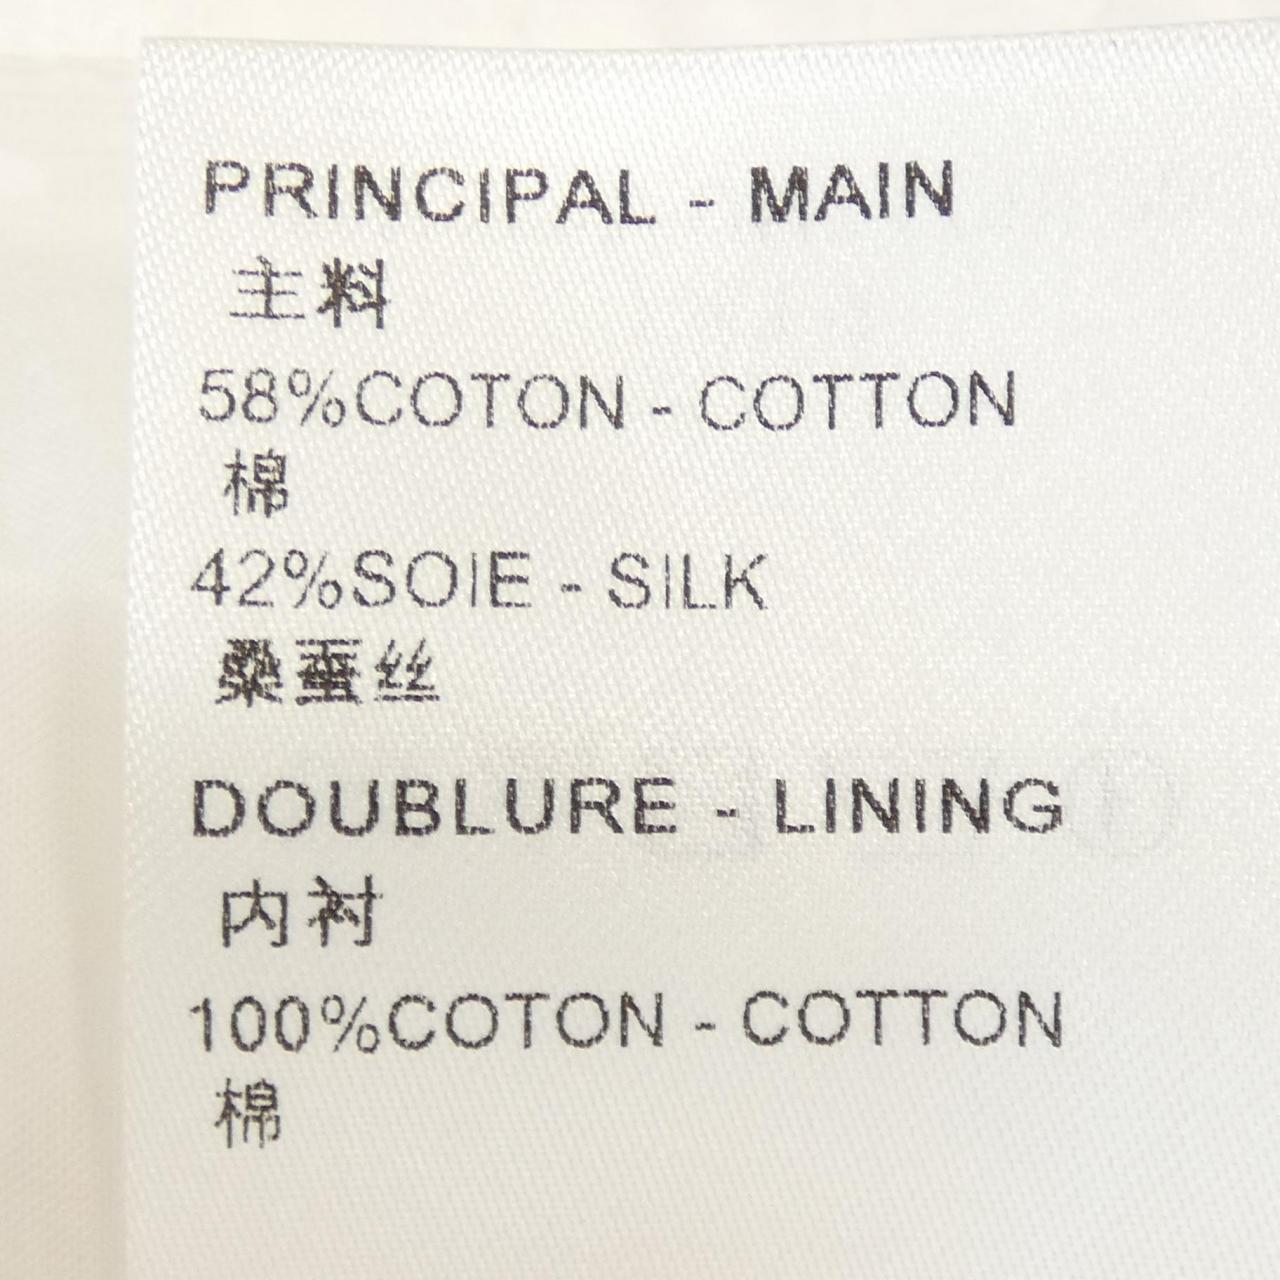 PRINCIPAL - MAIN
主料
58%COTON - COTTON
棉
42%SOIE - SILK
桑蚕丝
DOUBLURE - LINING
内衬
100%COTON - COTTON
棉